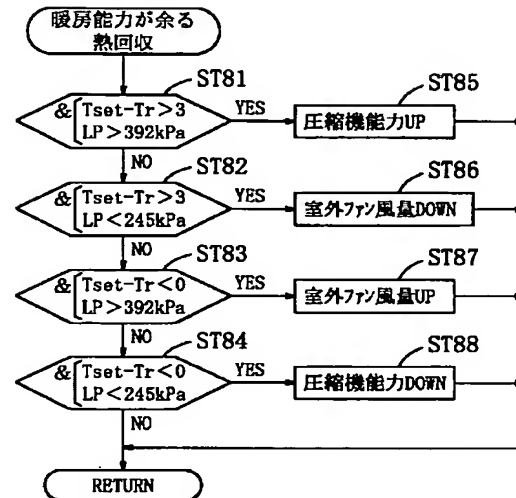 暖房能力が余る
熱回収
ST81
& Tset-Tr>3
LP>392kPa
YES
ST85
圧縮機能力UP
NO
ST82
& Tset-Tr>3
LP<245kPa
YES
ST86
室外ファン風量DOWN
NO
ST83
& Tset-Tr<0
LP>392kPa
YES
ST87
室外ファン風量UP
NO
ST84
& Tset-Tr<0
LP<245kPa
YES
ST88
圧縮機能力DOWN
NO
RETURN